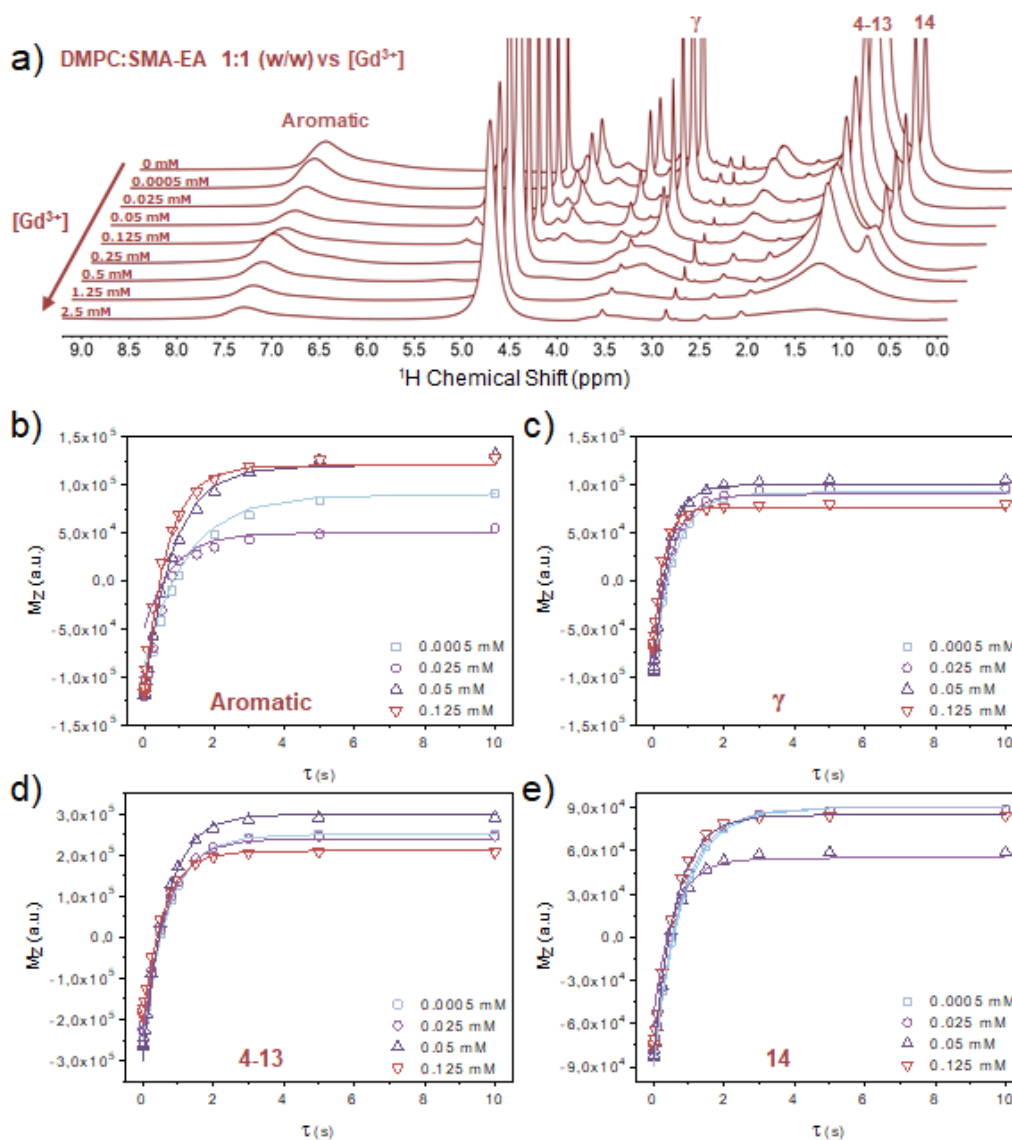 a) DMPC:SMA-EA 1:1 (w/w) vs [Gd³⁺]
γ 4-13 14
Aromatic
[Gd³⁺]
0 mM
0.0005 mM
0.025 mM
0.05 mM
0.125 mM
0.25 mM
0.5 mM
1.25 mM
2.5 mM
9.0 8.5 8.0 7.5 7.0 6.5 6.0 5.5 5.0 4.5 4.0 3.5 3.0 2.5 2.0 1.5 1.0 0.5 0.0
¹H Chemical Shift (ppm)
b)
1,5x10⁵
1,0x10⁵
5,0x10⁴
0,0
-5,0x10⁴
-1,0x10⁵
-1,5x10⁵
M_Z (a.u.)
0.0005 mM
0.025 mM
0.05 mM
0.125 mM
Aromatic
0 2 4 6 8 10
τ (s)
c)
1,5x10⁵
1,0x10⁵
5,0x10⁴
0,0
-5,0x10⁴
-1,0x10⁵
-1,5x10⁵
M_Z (a.u.)
0.0005 mM
0.025 mM
0.05 mM
0.125 mM
γ
0 2 4 6 8 10
τ (s)
d)
3,0x10⁵
2,0x10⁵
1,0x10⁵
0,0
-1,0x10⁵
-2,0x10⁵
-3,0x10⁵
M_Z (a.u.)
0.0005 mM
0.025 mM
0.05 mM
0.125 mM
4-13
0 2 4 6 8 10
τ (s)
e)
9,0x10⁴
6,0x10⁴
3,0x10⁴
0,0
-3,0x10⁴
-6,0x10⁴
-9,0x10⁴
M_Z (a.u.)
0.0005 mM
0.025 mM
0.05 mM
0.125 mM
14
0 2 4 6 8 10
τ (s)